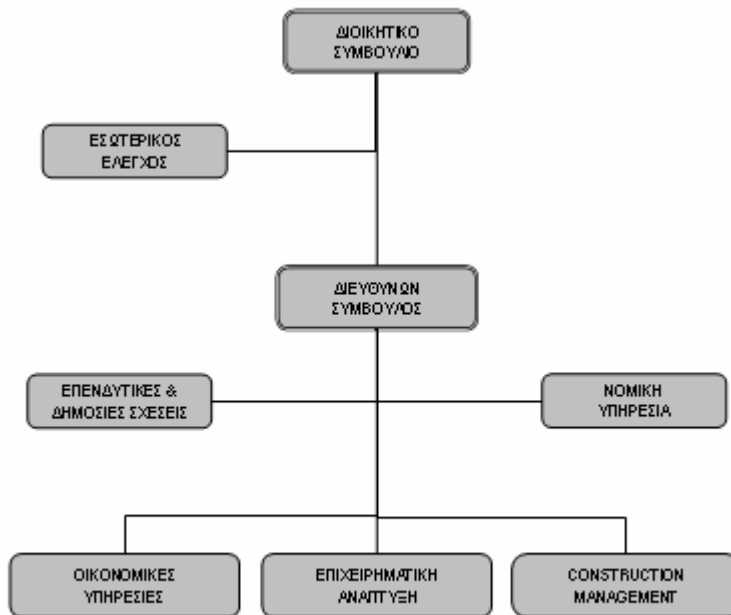 ΔΙΟΙΚΗΤΙΚΟ
ΣΥΜΒΟΥΛΙΟ
ΕΣΩΤΕΡΙΚΟΣ
ΕΛΕΓΧΟΣ
ΔΙΕΥΘΥΝΩΝ
ΣΥΜΒΟΥΛΟΣ
ΕΠΕΝΔΥΤΙΚΕΣ &
ΔΗΜΟΣΙΕΣ ΣΧΕΣΕΙΣ
ΝΟΜΙΚΗ
ΥΠΗΡΕΣΙΑ
ΟΙΚΟΝΟΜΙΚΕΣ
ΥΠΗΡΕΣΙΕΣ
ΕΠΙΧΕΙΡΗΜΑΤΙΚΗ
ΑΝΑΠΤΥΞΗ
CONSTRUCTION
MANAGEMENT